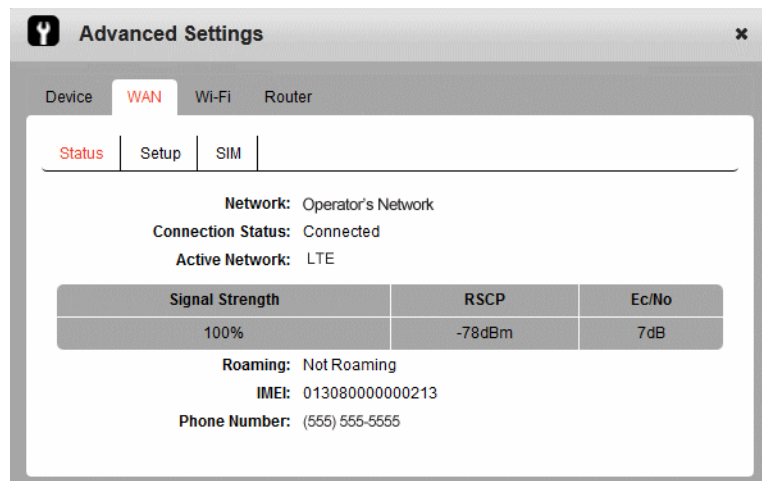 Advanced Settings
Device WAN Wi-Fi Router
Status Setup SIM
Network: Operator's Network
Connection Status: Connected
Active Network: LTE
Signal Strength RSCP Ec/No
100% -78dBm 7dB
Roaming: Not Roaming
IMEI: 013080000000213
Phone Number: (555) 555-5555